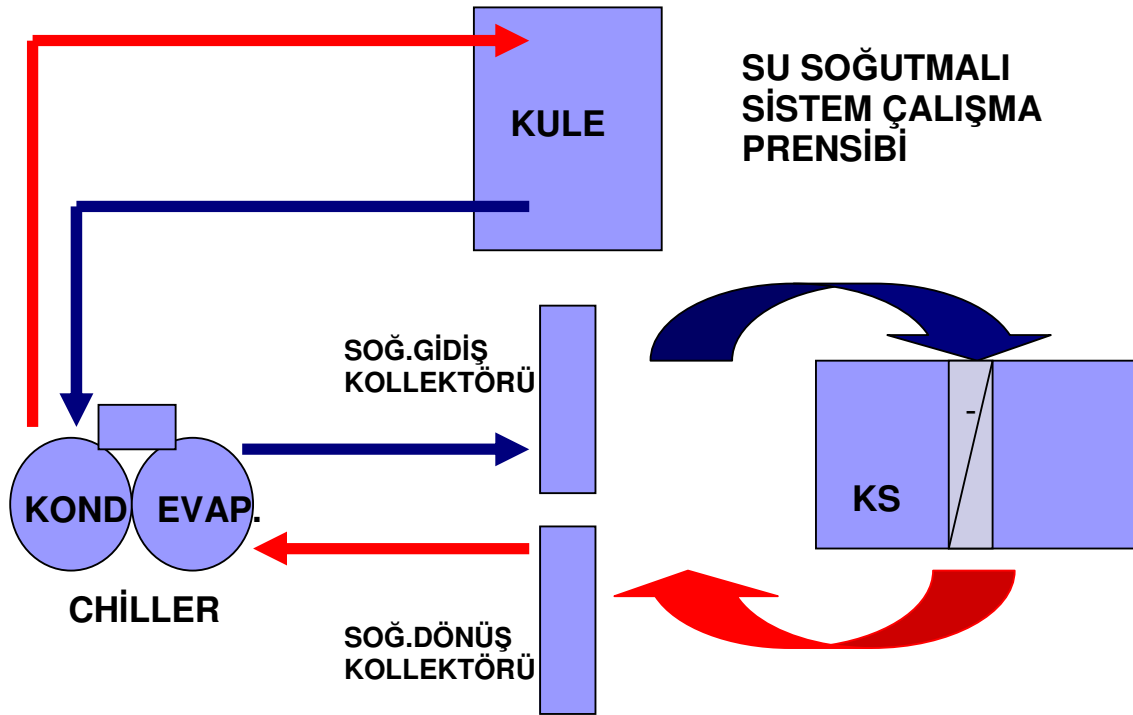 SU SOĞUTMALI
SİSTEM ÇALIŞMA
PRENSİBİ
KULE
SOĞ.GİDİŞ
KOLLEKTÖRÜ
-
KS
KOND
EVAP.
CHİLLER
SOĞ.DÖNÜŞ
KOLLEKTÖRÜ